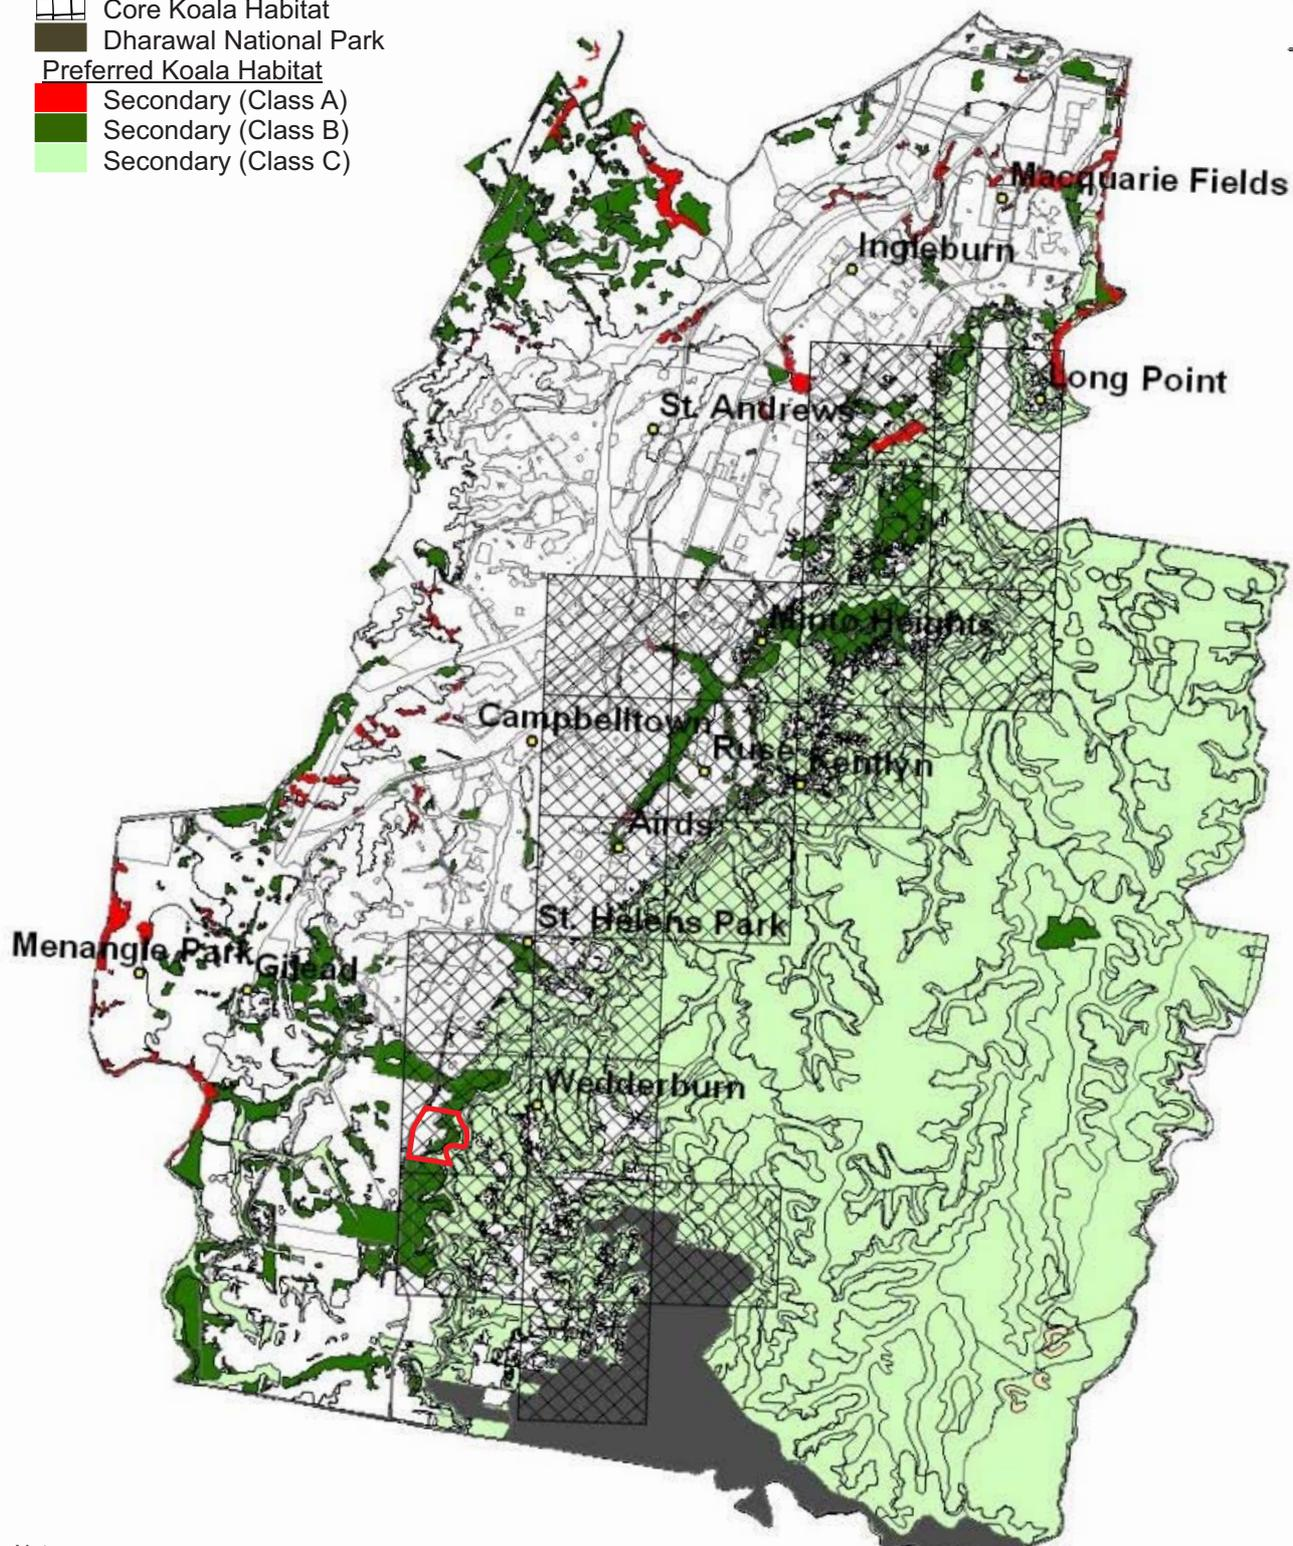 Core Koala Habitat
Dharawal National Park
Preferred Koala Habitat
Secondary (Class A)
Secondary (Class B)
Secondary (Class C)
Macquarie Fields
Ingleburn
Long Point
St. Andrews
Minto Heights
Campbelltown
Ruse
Kentlyn
Airds
St. Helens Park
Menangle Park
Gilead
Wedderburn